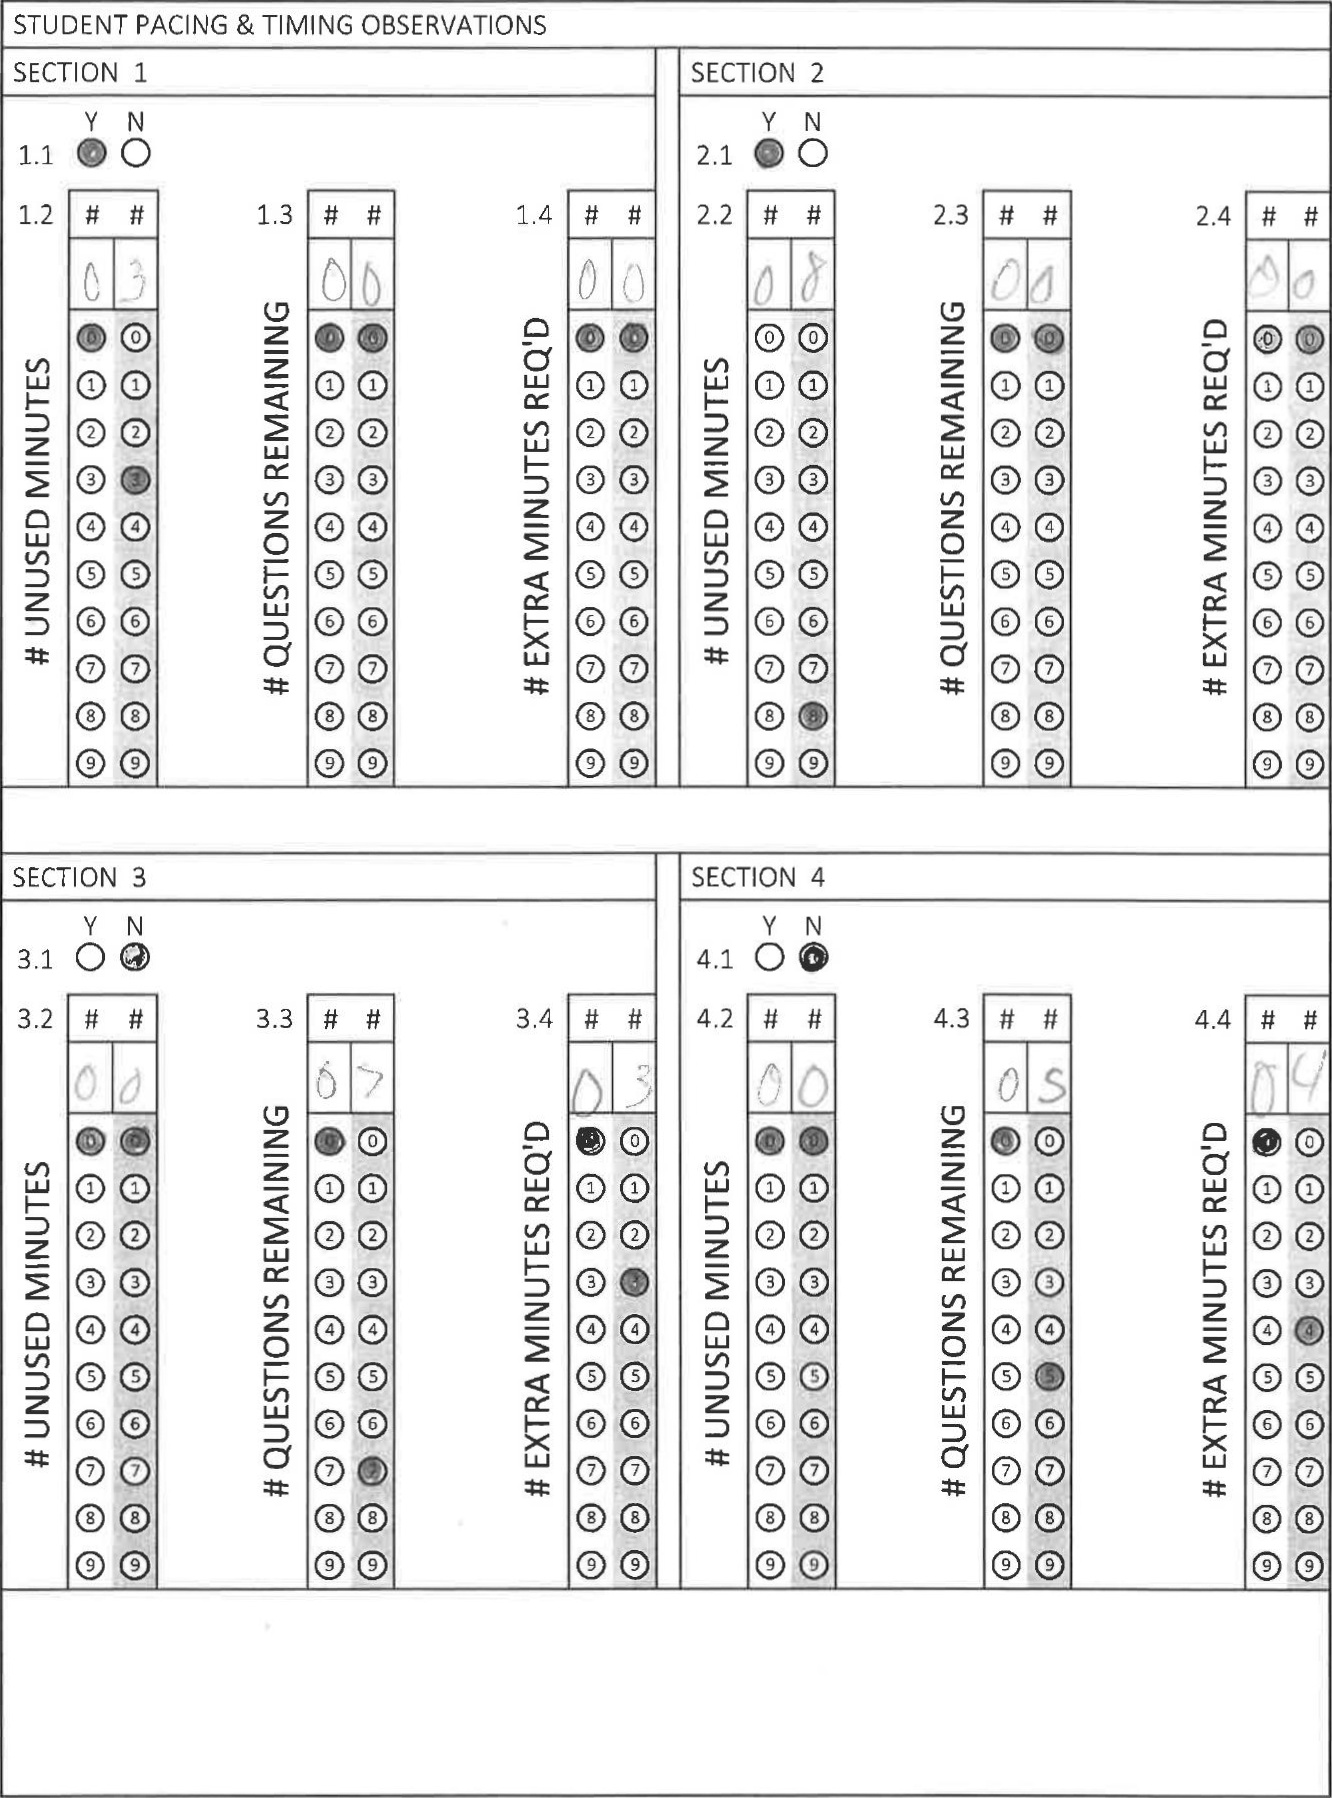 STUDENT PACING & TIMING OBSERVATIONS
SECTION 1
Y N
1.1
1.2 # # 1.3 # # 1.4 # #
0 3 0 0 0 0
# UNUSED MINUTES
# QUESTIONS REMAINING
# EXTRA MINUTES REQ'D
0 0 0 0 0 0
1 1 1 1 1 1
2 2 2 2 2 2
3 3 3 3 3 3
4 4 4 4 4 4
5 5 5 5 5 5
6 6 6 6 6 6
7 7 7 7 7 7
8 8 8 8 8 8
9 9 9 9 9 9
SECTION 2
Y N
2.1
2.2 # # 2.3 # # 2.4 # #
0 8 0 0 0 0
# UNUSED MINUTES
# QUESTIONS REMAINING
# EXTRA MINUTES REQ'D
0 0 0 0 0 0
1 1 1 1 1 1
2 2 2 2 2 2
3 3 3 3 3 3
4 4 4 4 4 4
5 5 5 5 5 5
6 6 6 6 6 6
7 7 7 7 7 7
8 8 8 8 8 8
9 9 9 9 9 9
SECTION 3
Y N
3.1
3.2 # # 3.3 # # 3.4 # #
0 0 0 7 0 3
# UNUSED MINUTES
# QUESTIONS REMAINING
# EXTRA MINUTES REQ'D
0 0 0 0 0
1 1 1 1 1 1
2 2 2 2 2 2
3 3 3 3 3 3
4 4 4 4 4 4
5 5 5 5 5 5
6 6 6 6 6 6
7 7 7 7 7 7
8 8 8 8 8 8
9 9 9 9 9 9
SECTION 4
Y N
4.1
4.2 # # 4.3 # # 4.4 # #
0 0 0 5 0 4
# UNUSED MINUTES
# QUESTIONS REMAINING
# EXTRA MINUTES REQ'D
0 0 0 0 0
1 1 1 1 1 1
2 2 2 2 2 2
3 3 3 3 3 3
4 4 4 4 4 4
5 5 5 5 5 5
6 6 6 6 6 6
7 7 7 7 7 7
8 8 8 8 8 8
9 9 9 9 9 9